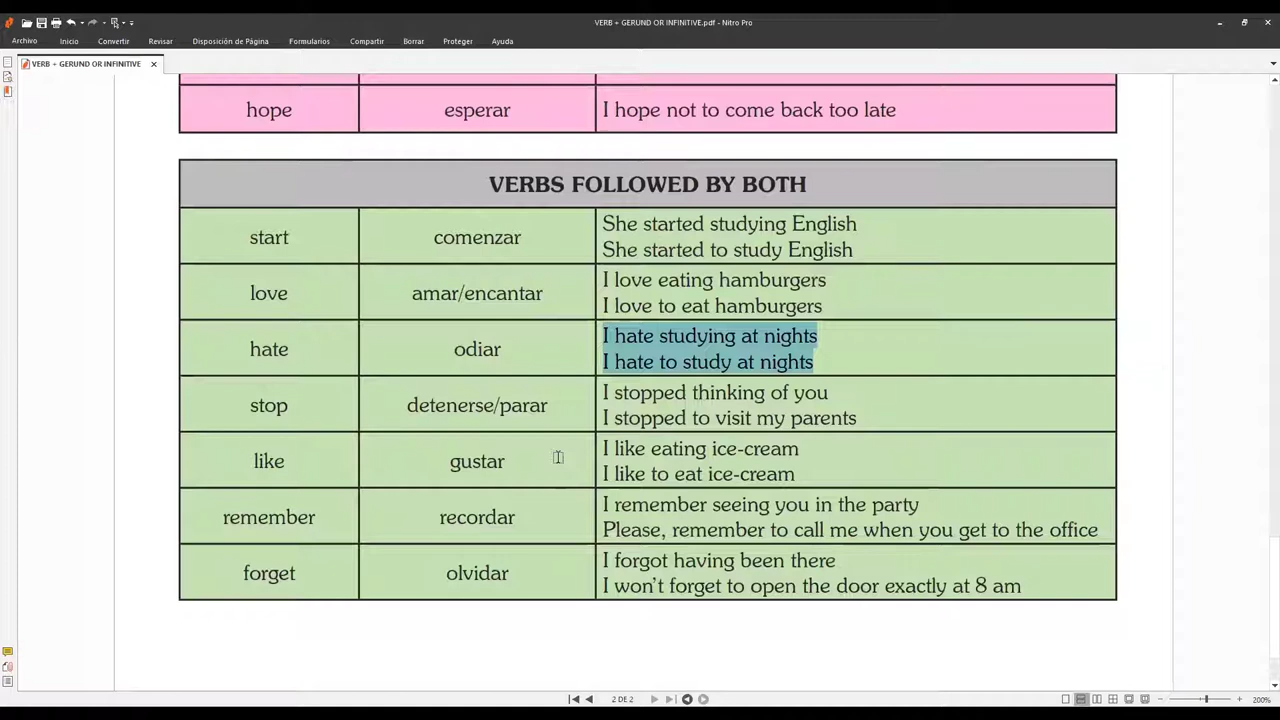 VERB + GERUND OR INFINITIVE.pdf - Nitro Pro
Archivo Inicio Convertir Revisar Disposición de Página Formularios Compartir Borrar Proteger Ayuda
VERB + GERUND OR INFINITIVE
hope esperar I hope not to come back too late
VERBS FOLLOWED BY BOTH
start comenzar She started studying English
She started to study English
love amar/encantar I love eating hamburgers
I love to eat hamburgers
hate odiar I hate studying at nights
I hate to study at nights
stop detenerse/parar I stopped thinking of you
I stopped to visit my parents
like gustar I like eating ice-cream
I like to eat ice-cream
remember recordar I remember seeing you in the party
Please, remember to call me when you get to the office
forget olvidar I forgot having been there
I won't forget to open the door exactly at 8 am
2 DE 2
200%